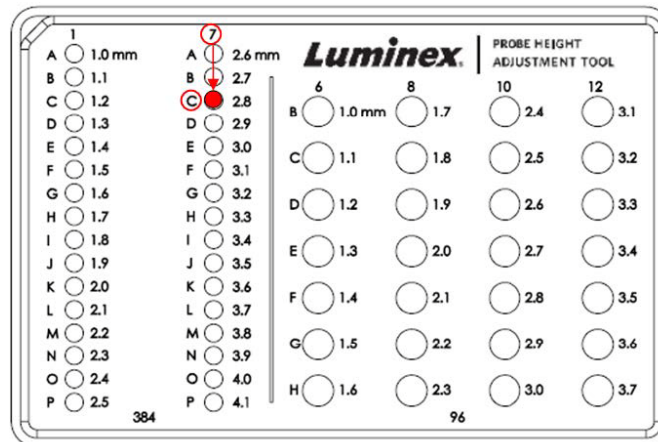 1 7
A 1.0 mm A 2.6 mm
B 1.1 B 2.7
C 1.2 C 2.8
D 1.3 D 2.9
E 1.4 E 3.0
F 1.5 F 3.1
G 1.6 G 3.2
H 1.7 H 3.3
I 1.8 I 3.4
J 1.9 J 3.5
K 2.0 K 3.6
L 2.1 L 3.7
M 2.2 M 3.8
N 2.3 N 3.9
O 2.4 O 4.0
P 2.5 P 4.1
384
Luminex®
PROBE HEIGHT
ADJUSTMENT TOOL
6 8 10 12
B 1.0 mm 1.7 2.4 3.1
C 1.1 1.8 2.5 3.2
D 1.2 1.9 2.6 3.3
E 1.3 2.0 2.7 3.4
F 1.4 2.1 2.8 3.5
G 1.5 2.2 2.9 3.6
H 1.6 2.3 3.0 3.7
96